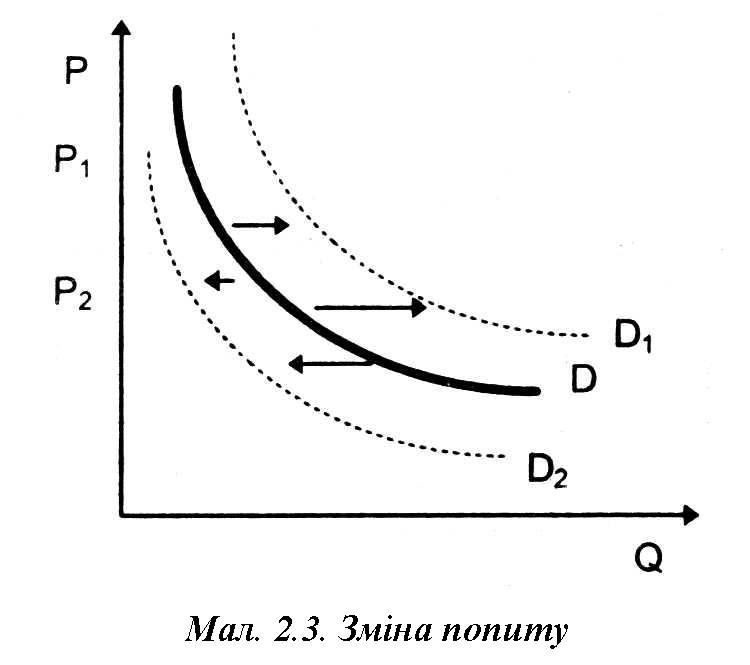 P
P₁
P₂
D₁
D
D₂
Q
Мал. 2.3. Зміна попиту